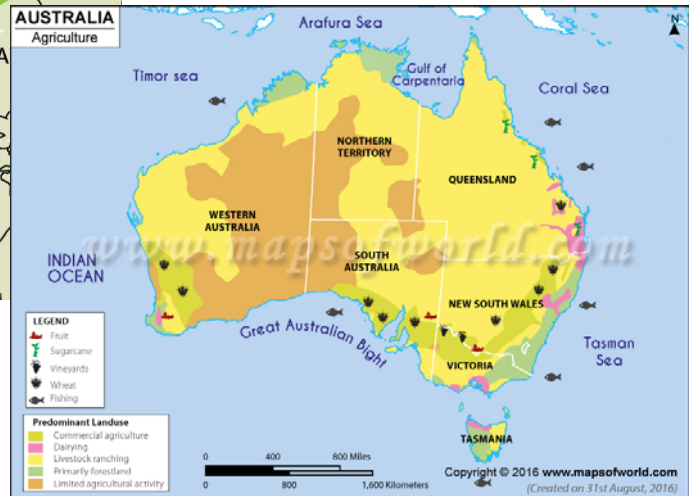 AUSTRALIA
Agriculture
A
N
Arafura Sea
Timor sea
Gulf of
Carpentaria
Coral Sea
NORTHERN
TERRITORY
QUEENSLAND
WESTERN
AUSTRALIA
SOUTH
AUSTRALIA
www.mapsofworld.com
INDIAN
OCEAN
NEW SOUTH WALES
Great Australian Bight
Tasman
Sea
VICTORIA
TASMANIA
LEGEND
Fruit
Sugarcane
Vineyards
Wheat
Fishing
Predominant Landuse
Commercial agriculture
Dairying
Livestock ranching
Primarily forestland
Limited agricultural activity
0 400 800 Miles
0 800 1,600 Kilometers
Copyright © 2016 www.mapsofworld.com
(Created on 31st August, 2016)